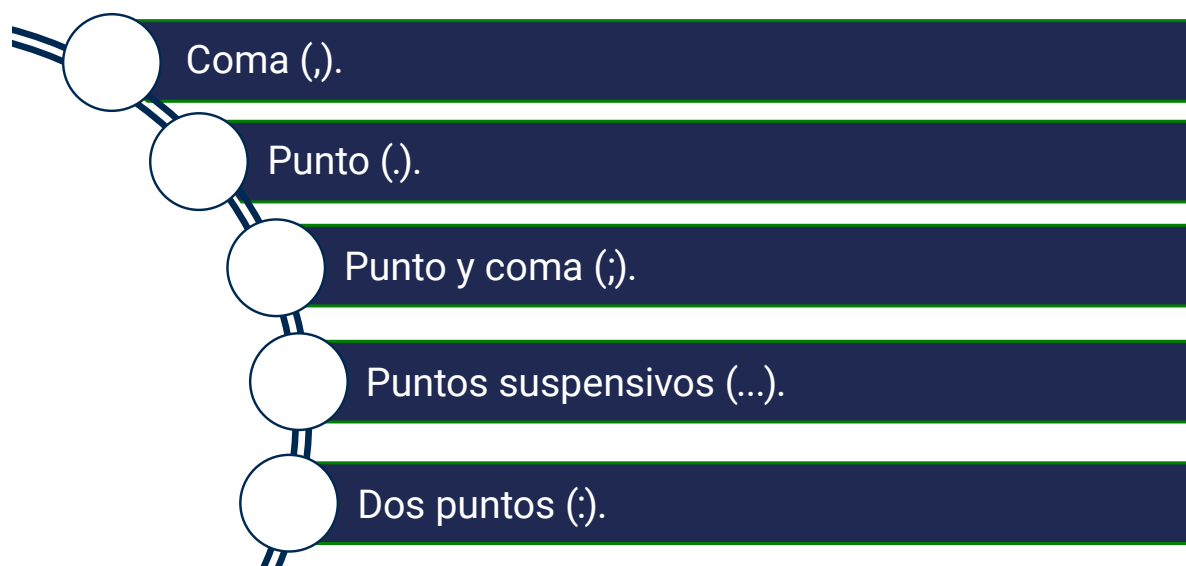 Coma (,).
Punto (.).
Punto y coma (;).
Puntos suspensivos (...).
Dos puntos (:).